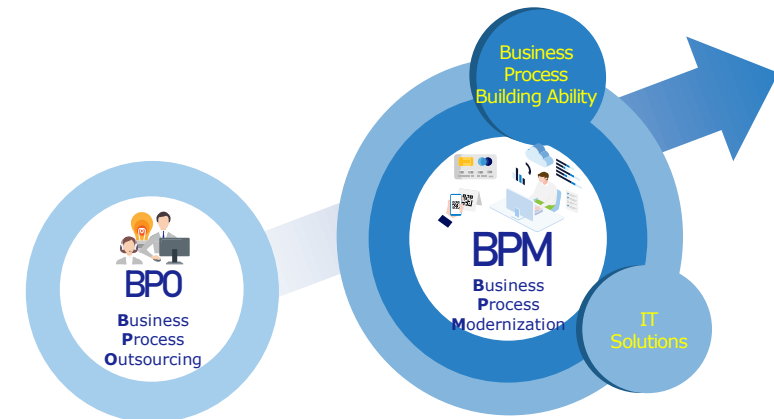 BPO
Business
Process
Outsourcing
Business
Process
Building Ability
BPM
Business
Process
Modernization
IT
Solutions